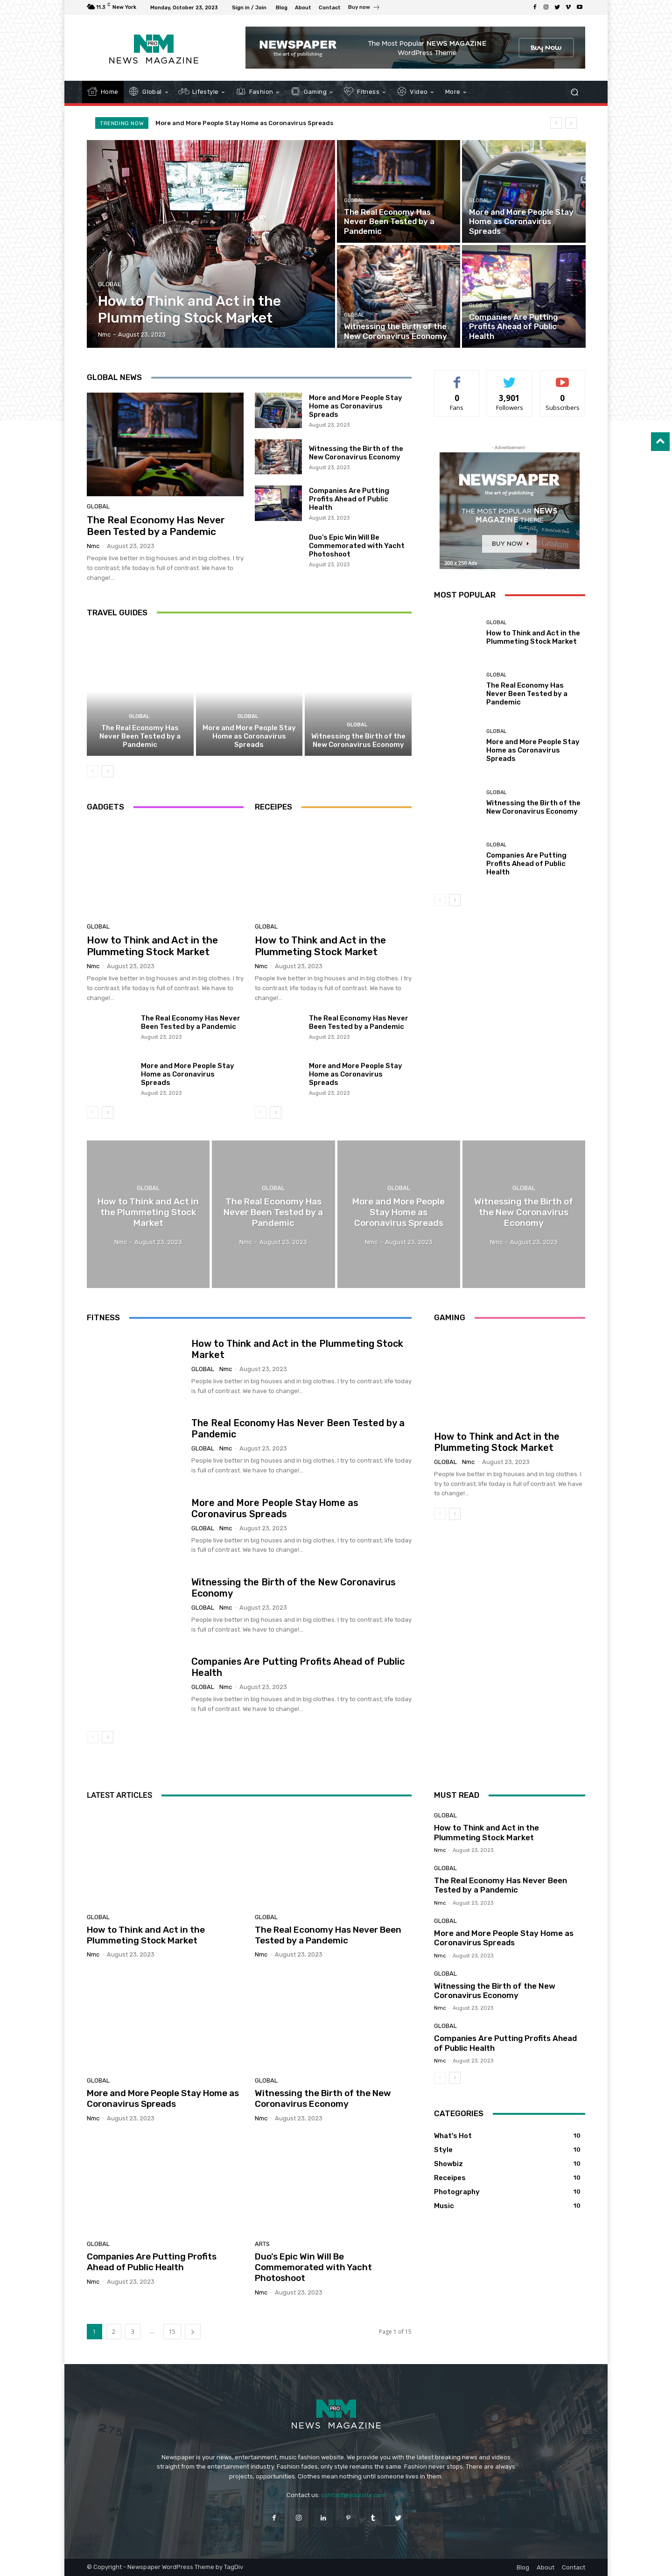 11.3 C New York
Monday, October 23, 2023
Sign in / Join
Blog
About
Contact
Buy now
NM
PRO
NEWS MAGAZINE
NEWSPAPER
the art of publishing
The Most Popular NEWS MAGAZINE
WordPress Theme
Buy Now
Home
Global
Lifestyle
Fashion
Gaming
Fitness
Video
More
TRENDING NOW
More and More People Stay Home as Coronavirus Spreads
GLOBAL
How to Think and Act in the
Plummeting Stock Market
Nmc - August 23, 2023
GLOBAL
The Real Economy Has
Never Been Tested by a
Pandemic
GLOBAL
More and More People Stay
Home as Coronavirus
Spreads
GLOBAL
Witnessing the Birth of the
New Coronavirus Economy
GLOBAL
Companies Are Putting
Profits Ahead of Public
Health
GLOBAL NEWS
GLOBAL
The Real Economy Has Never
Been Tested by a Pandemic
Nmc - August 23, 2023
People live better in big houses and in big clothes. I try
to contrast; life today is full of contrast. We have to
change!...
More and More People Stay
Home as Coronavirus
Spreads
August 23, 2023
Witnessing the Birth of the
New Coronavirus Economy
August 23, 2023
Companies Are Putting
Profits Ahead of Public
Health
August 23, 2023
Duo's Epic Win Will Be
Commemorated with Yacht
Photoshoot
August 23, 2023
0
Fans
3,901
Followers
0
Subscribers
- Advertisement -
NEWSPAPER
the art of publishing
THE MOST POPULAR NEWS
MAGAZINE THEME
BUY NOW
300 x 250 Ads
MOST POPULAR
GLOBAL
How to Think and Act in the
Plummeting Stock Market
GLOBAL
The Real Economy Has
Never Been Tested by a
Pandemic
GLOBAL
More and More People Stay
Home as Coronavirus
Spreads
GLOBAL
Witnessing the Birth of the
New Coronavirus Economy
GLOBAL
Companies Are Putting
Profits Ahead of Public
Health
TRAVEL GUIDES
GLOBAL
The Real Economy Has
Never Been Tested by a
Pandemic
GLOBAL
More and More People Stay
Home as Coronavirus
Spreads
GLOBAL
Witnessing the Birth of the
New Coronavirus Economy
GADGETS
GLOBAL
How to Think and Act in the
Plummeting Stock Market
Nmc - August 23, 2023
People live better in big houses and in big clothes. I try
to contrast; life today is full of contrast. We have to
change!...
The Real Economy Has Never
Been Tested by a Pandemic
August 23, 2023
More and More People Stay
Home as Coronavirus
Spreads
August 23, 2023
RECEIPES
GLOBAL
How to Think and Act in the
Plummeting Stock Market
Nmc - August 23, 2023
People live better in big houses and in big clothes. I try
to contrast; life today is full of contrast. We have to
change!...
The Real Economy Has Never
Been Tested by a Pandemic
August 23, 2023
More and More People Stay
Home as Coronavirus
Spreads
August 23, 2023
GLOBAL
How to Think and Act in
the Plummeting Stock
Market
Nmc - August 23, 2023
GLOBAL
The Real Economy Has
Never Been Tested by a
Pandemic
Nmc - August 23, 2023
GLOBAL
More and More People
Stay Home as
Coronavirus Spreads
Nmc - August 23, 2023
GLOBAL
Witnessing the Birth of
the New Coronavirus
Economy
Nmc - August 23, 2023
FITNESS
How to Think and Act in the Plummeting Stock
Market
GLOBAL Nmc - August 23, 2023
People live better in big houses and in big clothes. I try to contrast; life today
is full of contrast. We have to change!...
The Real Economy Has Never Been Tested by a
Pandemic
GLOBAL Nmc - August 23, 2023
People live better in big houses and in big clothes. I try to contrast; life today
is full of contrast. We have to change!...
More and More People Stay Home as
Coronavirus Spreads
GLOBAL Nmc - August 23, 2023
People live better in big houses and in big clothes. I try to contrast; life today
is full of contrast. We have to change!...
Witnessing the Birth of the New Coronavirus
Economy
GLOBAL Nmc - August 23, 2023
People live better in big houses and in big clothes. I try to contrast; life today
is full of contrast. We have to change!...
Companies Are Putting Profits Ahead of Public
Health
GLOBAL Nmc - August 23, 2023
People live better in big houses and in big clothes. I try to contrast; life today
is full of contrast. We have to change!...
GAMING
How to Think and Act in the
Plummeting Stock Market
GLOBAL Nmc - August 23, 2023
People live better in big houses and in big clothes. I
try to contrast; life today is full of contrast. We have
to change!...
LATEST ARTICLES
GLOBAL
How to Think and Act in the
Plummeting Stock Market
Nmc - August 23, 2023
GLOBAL
The Real Economy Has Never Been
Tested by a Pandemic
Nmc - August 23, 2023
GLOBAL
More and More People Stay Home as
Coronavirus Spreads
Nmc - August 23, 2023
GLOBAL
Witnessing the Birth of the New
Coronavirus Economy
Nmc - August 23, 2023
GLOBAL
Companies Are Putting Profits
Ahead of Public Health
Nmc - August 23, 2023
ARTS
Duo's Epic Win Will Be
Commemorated with Yacht
Photoshoot
Nmc - August 23, 2023
1 2 3 ... 15
Page 1 of 15
MUST READ
GLOBAL
How to Think and Act in the
Plummeting Stock Market
Nmc - August 23, 2023
GLOBAL
The Real Economy Has Never Been
Tested by a Pandemic
Nmc - August 23, 2023
GLOBAL
More and More People Stay Home as
Coronavirus Spreads
Nmc - August 23, 2023
GLOBAL
Witnessing the Birth of the New
Coronavirus Economy
Nmc - August 23, 2023
GLOBAL
Companies Are Putting Profits Ahead
of Public Health
Nmc - August 23, 2023
CATEGORIES
What's Hot 10
Style 10
Showbiz 10
Receipes 10
Photography 10
Music 10
NM
PRO
NEWS MAGAZINE
Newspaper is your news, entertainment, music fashion website. We provide you with the latest breaking news and videos
straight from the entertainment industry. Fashion fades, only style remains the same. Fashion never stops. There are always
projects, opportunities. Clothes mean nothing until someone lives in them.
Contact us: contact@yoursite.com
© Copyright - Newspaper WordPress Theme by TagDiv
Blog
About
Contact